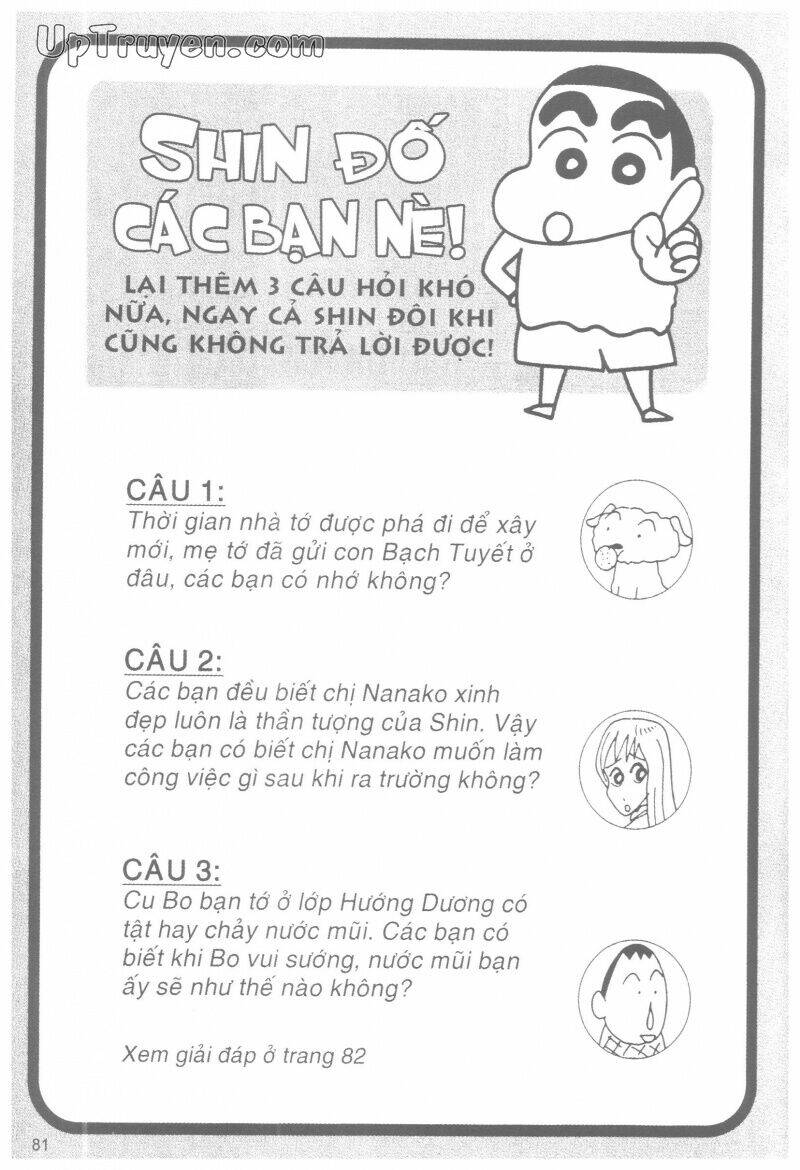 UpTruyen.com
SHIN ĐỐ
CÁC BẠN NÈ!
LẠI THÊM 3 CÂU HỎI KHÓ
NỮA, NGAY CẢ SHIN ĐÔI KHI
CŨNG KHÔNG TRẢ LỜI ĐƯỢC!
CÂU 1:
Thời gian nhà tớ được phá đi để xây
mới, mẹ tớ đã gửi con Bạch Tuyết ở
đâu, các bạn có nhớ không?
CÂU 2:
Các bạn đều biết chị Nanako xinh
đẹp luôn là thần tượng của Shin. Vậy
các bạn có biết chị Nanako muốn làm
công việc gì sau khi ra trường không?
CÂU 3:
Cu Bo bạn tớ ở lớp Hướng Dương có
tật hay chảy nước mũi. Các bạn có
biết khi Bo vui sướng, nước mũi bạn
ấy sẽ như thế nào không?
Xem giải đáp ở trang 82
81